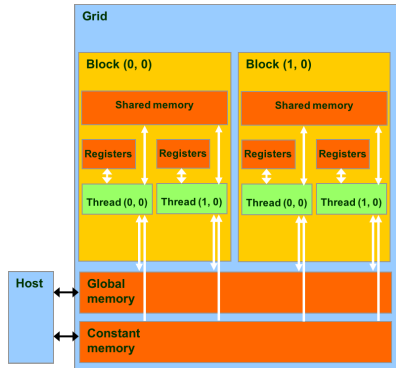 Grid
Block (0, 0)
Block (1, 0)
Shared memory
Shared memory
Registers
Registers
Registers
Registers
Thread (0, 0)
Thread (1, 0)
Thread (0, 0)
Thread (1, 0)
Host
Global
memory
Constant
memory